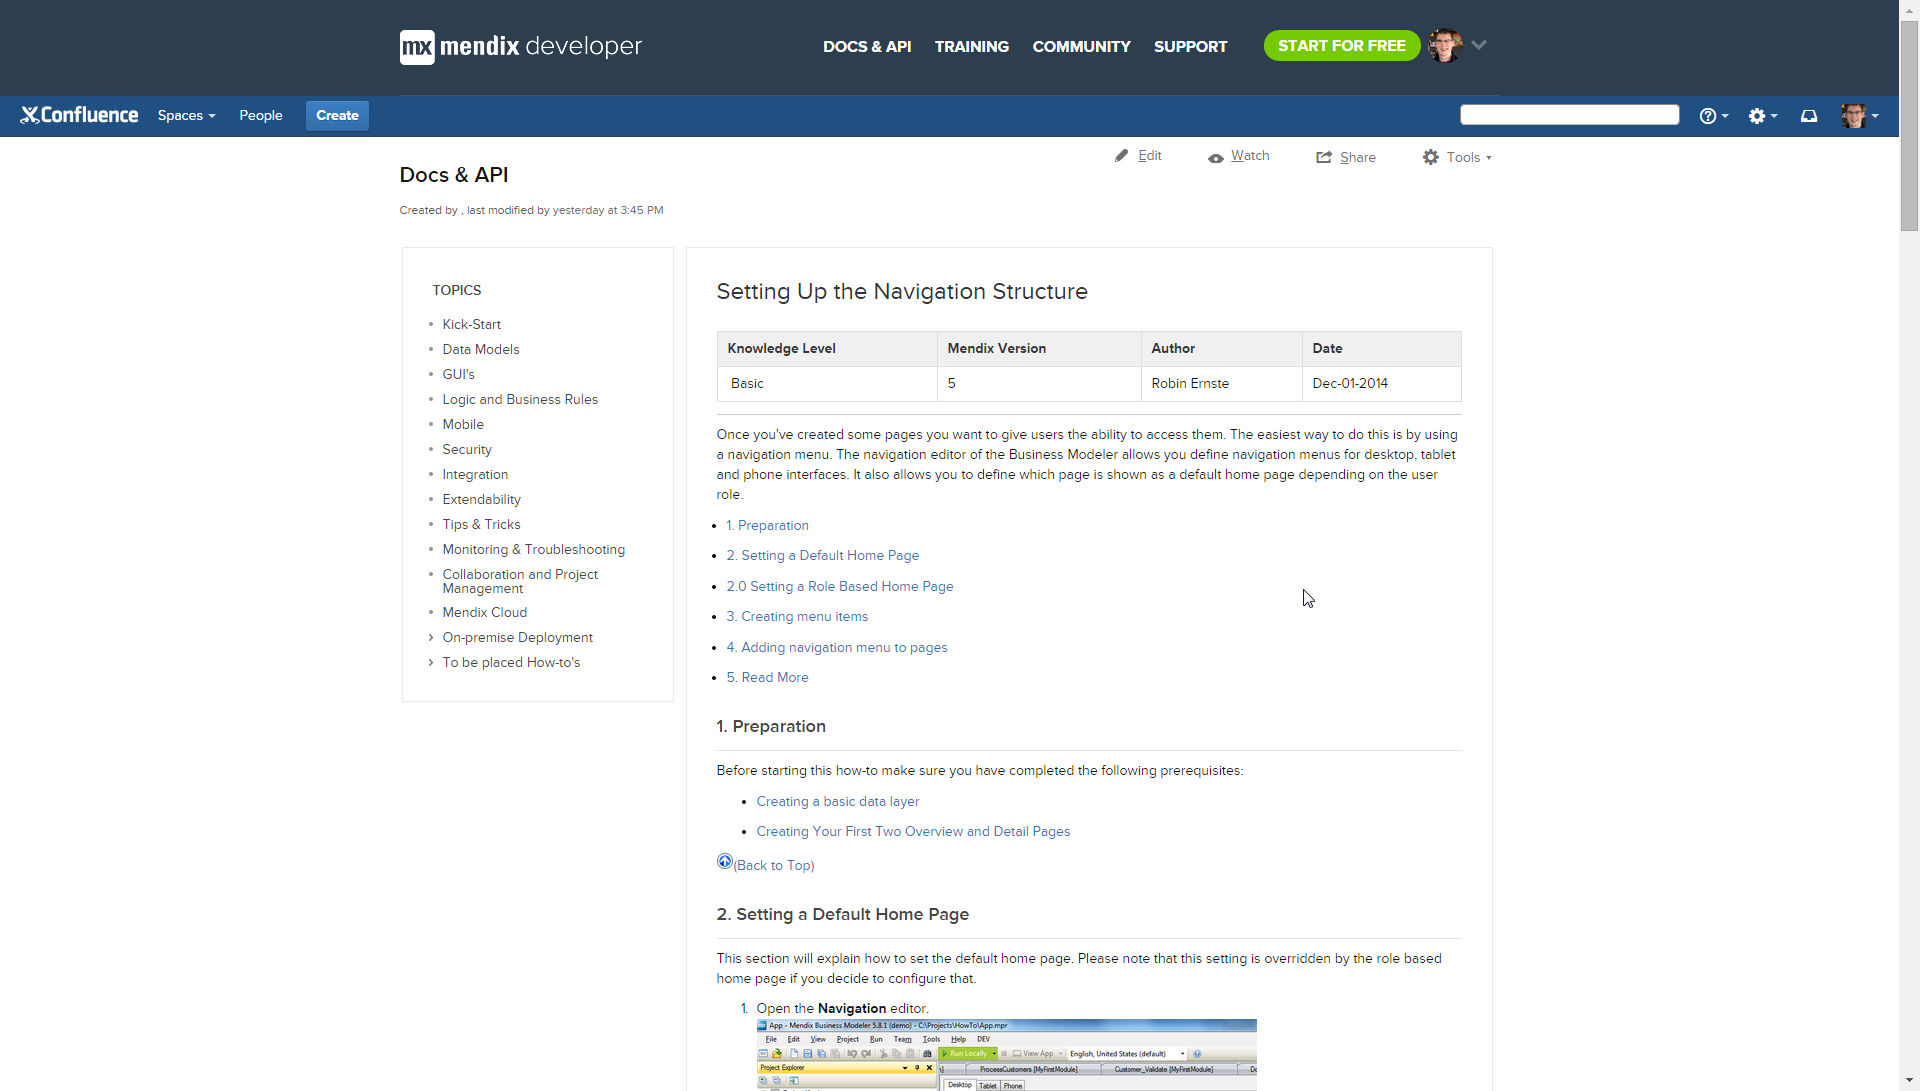 mx mendix developer
DOCS & API TRAINING COMMUNITY SUPPORT START FOR FREE
Confluence Spaces People Create
Edit Watch Share Tools
Docs & API
Created by , last modified by yesterday at 3:45 PM
TOPICS
Kick-Start
Data Models
GUI's
Logic and Business Rules
Mobile
Security
Integration
Extendability
Tips & Tricks
Monitoring & Troubleshooting
Collaboration and Project
Management
Mendix Cloud
On-premise Deployment
To be placed How-to's
Setting Up the Navigation Structure
Knowledge Level Mendix Version Author Date
Basic 5 Robin Ernste Dec-01-2014
Once you've created some pages you want to give users the ability to access them. The easiest way to do this is by using
a navigation menu. The navigation editor of the Business Modeler allows you define navigation menus for desktop, tablet
and phone interfaces. It also allows you to define which page is shown as a default home page depending on the user
role.
1. Preparation
2. Setting a Default Home Page
2.0 Setting a Role Based Home Page
3. Creating menu items
4. Adding navigation menu to pages
5. Read More
1. Preparation
Before starting this how-to make sure you have completed the following prerequisites:
Creating a basic data layer
Creating Your First Two Overview and Detail Pages
(Back to Top)
2. Setting a Default Home Page
This section will explain how to set the default home page. Please note that this setting is overridden by the role based
home page if you decide to configure that.
1. Open the Navigation editor.
App - Mendix Business Modeler 5.8.1 (demo) - C:\Projects\HowTo\App.mpr
File Edit View Project Run Team Tools Help DEV
Run Locally View App English, United States (default)
Project Explorer ProcessCustomers [MyFirstModule] Customer_Validate [MyFirstModule]
Desktop Tablet Phone